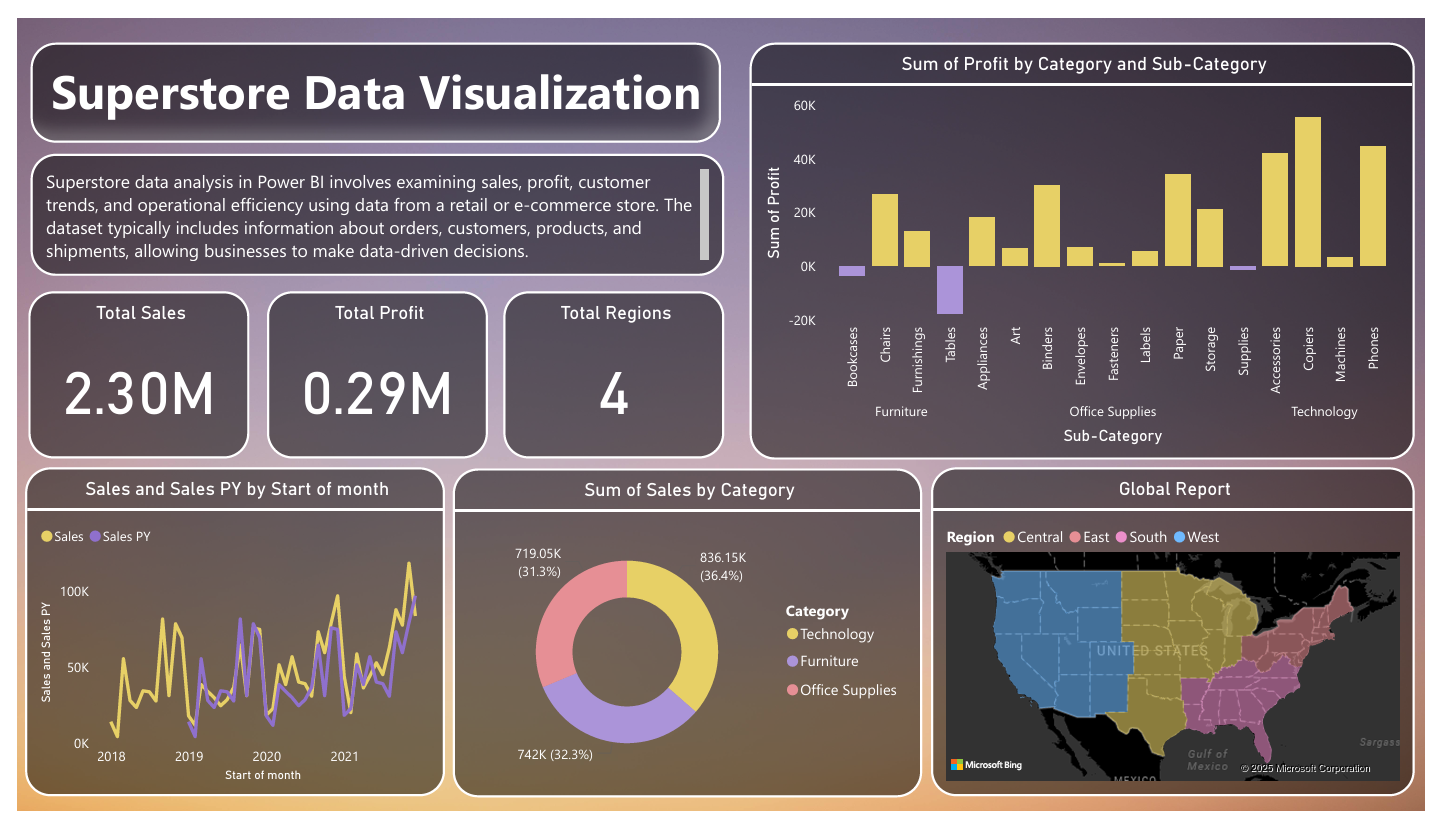 Superstore Data Visualization
Superstore data analysis in Power BI involves examining sales, profit, customer
trends, and operational efficiency using data from a retail or e-commerce store. The
dataset typically includes information about orders, customers, products, and
shipments, allowing businesses to make data-driven decisions.
Total Sales
2.30M
Total Profit
0.29M
Total Regions
4
Sum of Profit by Category and Sub-Category
Sum of Profit
60K
40K
20K
0K
-20K
Bookcases
Chairs
Furnishings
Tables
Appliances
Art
Binders
Envelopes
Fasteners
Labels
Paper
Storage
Supplies
Accessories
Copiers
Machines
Phones
Furniture
Office Supplies
Technology
Sub-Category
Sales and Sales PY by Start of month
Sales
Sales PY
Sales and Sales PY
100K
50K
0K
2018
2019
2020
2021
Start of month
Sum of Sales by Category
719.05K
(31.3%)
836.15K
(36.4%)
742K (32.3%)
Category
Technology
Furniture
Office Supplies
Global Report
Region
Central
East
South
West
UNITED STATES
Gulf of
Mexico
Sargass
MEXICO
Microsoft Bing
© 2025 Microsoft Corporation